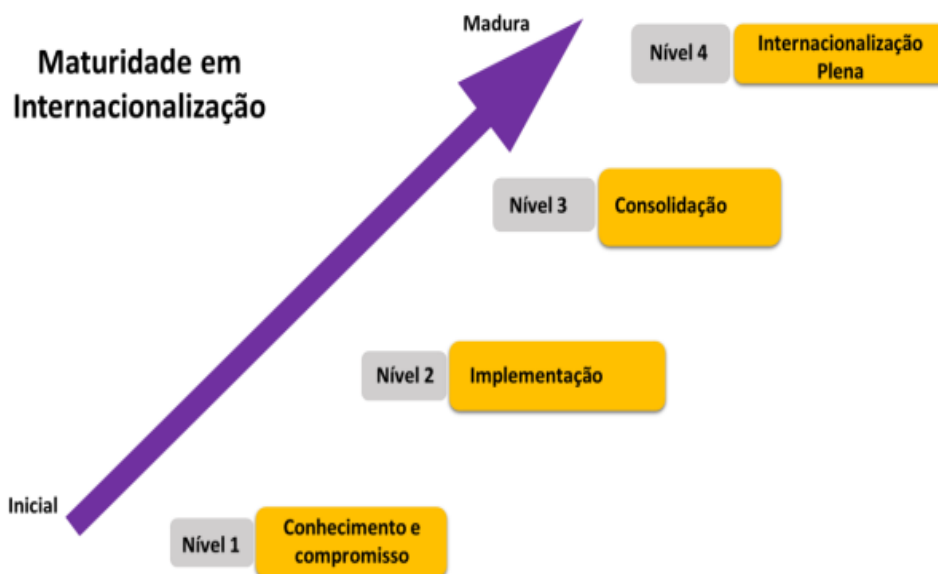 Maturidade em
Internacionalização
Madura
Nível 4
Internacionalização
Plena
Nível 3
Consolidação
Nível 2
Implementação
Inicial
Nível 1
Conhecimento e
compromisso